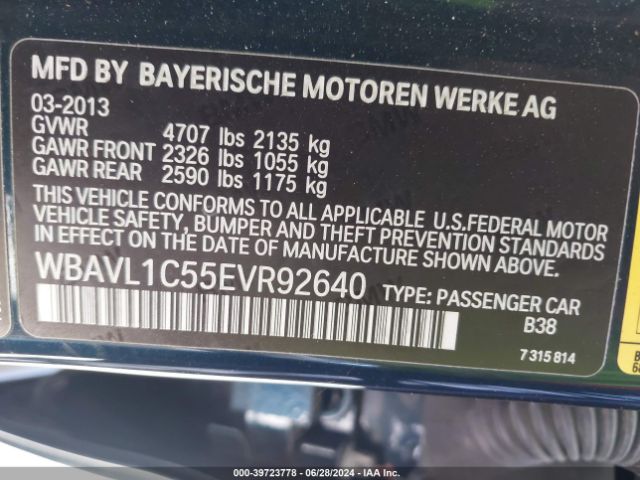 MFD BY BAYERISCHE MOTOREN WERKE AG
03-2013
GVWR 4707 lbs 2135 kg
GAWR FRONT 2326 lbs 1055 kg
GAWR REAR 2590 lbs 1175 kg
THIS VEHICLE CONFORMS TO ALL APPLICABLE U.S.FEDERAL MOTOR
VEHICLE SAFETY, BUMPER AND THEFT PREVENTION STANDARDS
IN EFFECT ON THE DATE OF MANUFACTURE SHOWN ABOVE.
WBAVL1C55EVR92640 TYPE: PASSENGER CAR
B38
7 315 814
000-39723778 - 06/28/2024 - IAA Inc.